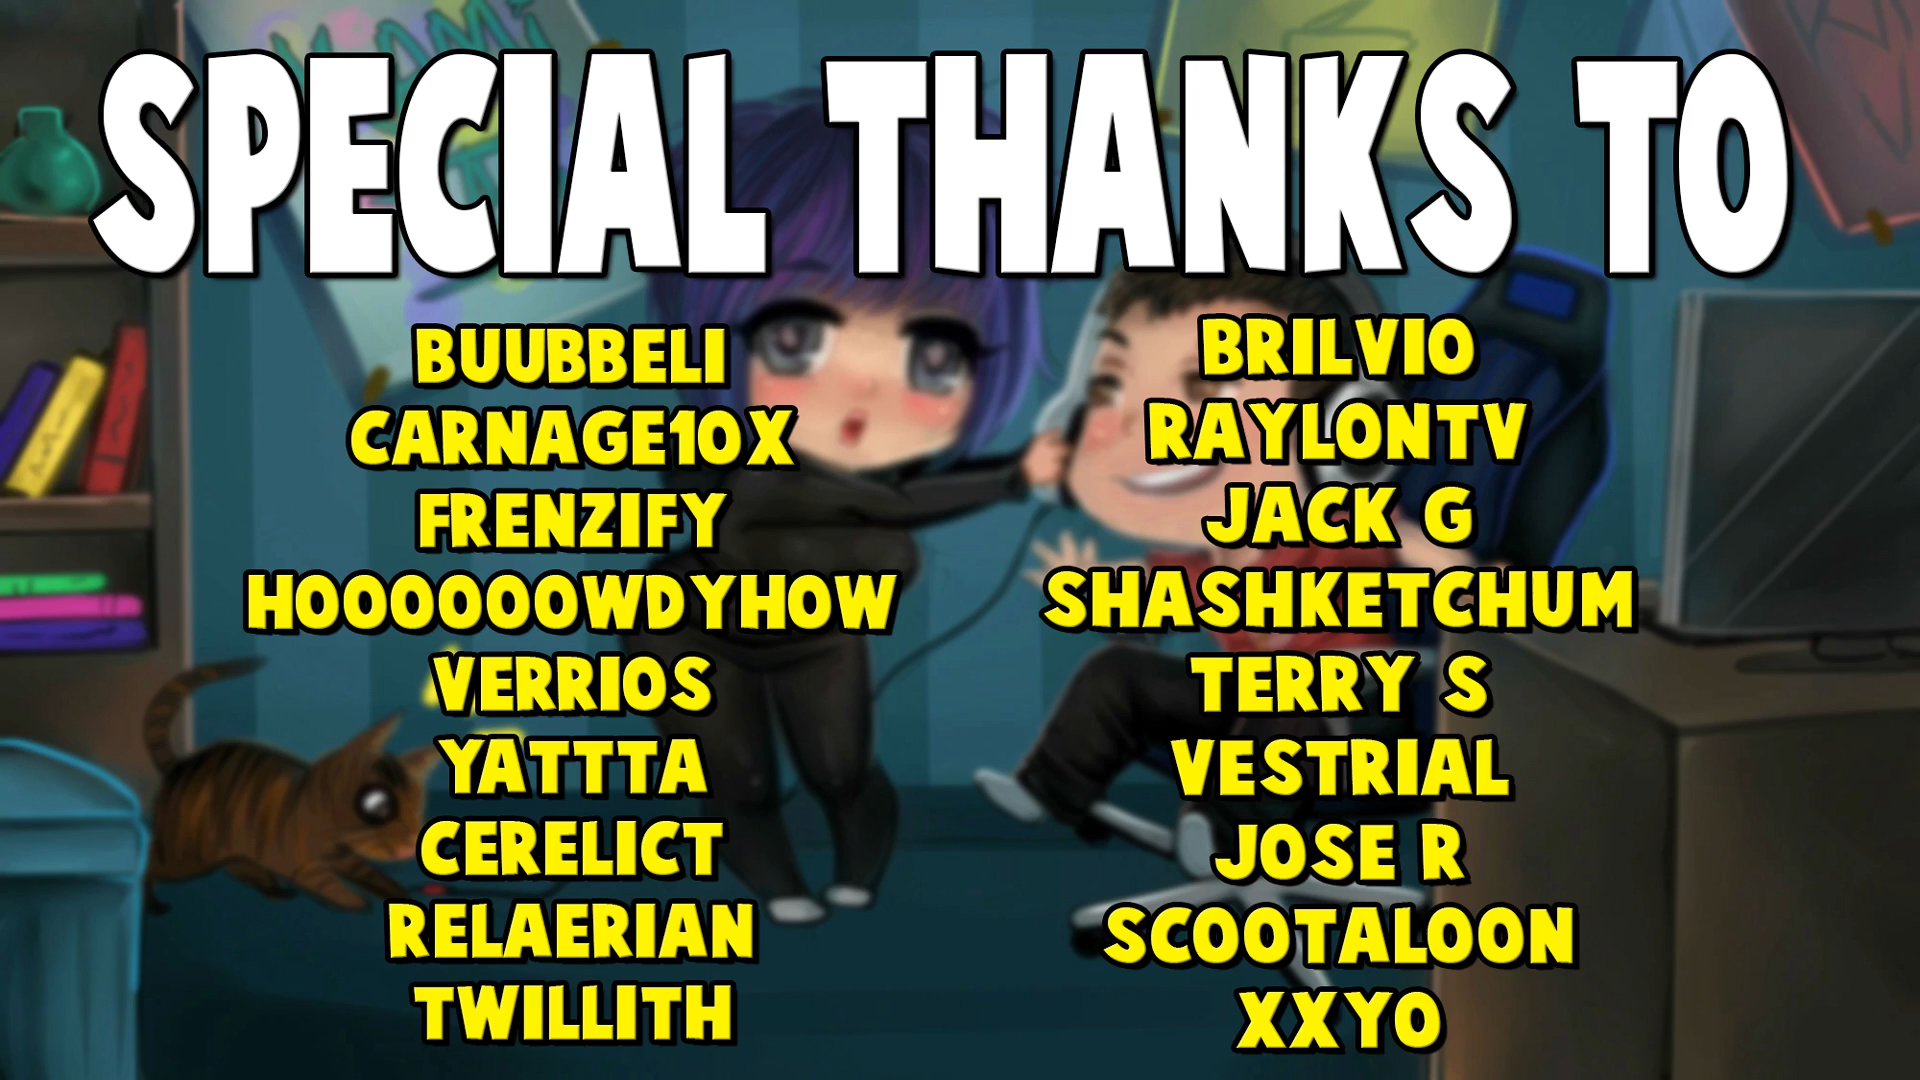 SPECIAL THANKS TO
BUUBBELI
CARNAGE10X
FRENZIFY
HOOOOOOWDYHOW
VERRIOS
YATTTA
CERELICT
RELAERIAN
TWILLITH
BRILVIO
RAYLONTV
JACK G
SHASHKETCHUM
TERRY S
VESTRIAL
JOSE R
SCOOTALOON
XXYO